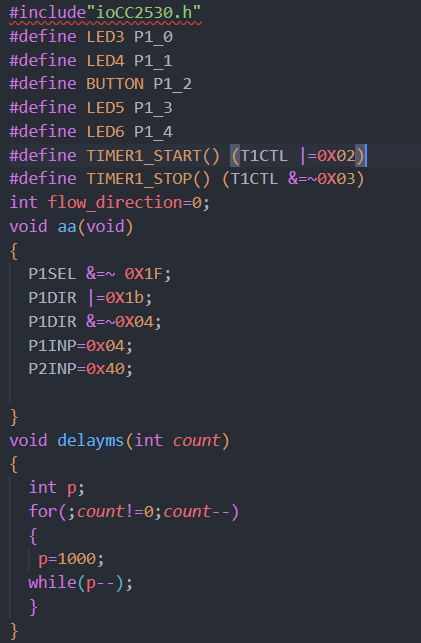 #include"ioCC2530.h"
#define LED3 P1_0
#define LED4 P1_1
#define BUTTON P1_2
#define LED5 P1_3
#define LED6 P1_4
#define TIMER1_START() (T1CTL |=0X02)
#define TIMER1_STOP() (T1CTL &=~0X03)
int flow_direction=0;
void aa(void)
{
  P1SEL &=~ 0X1F;
  P1DIR |=0X1b;
  P1DIR &=~0X04;
  P1INP=0x04;
  P2INP=0x40;
}
void delayms(int count)
{
  int p;
  for(;count!=0;count--)
  {
   p=1000;
  while(p--);
  }
}